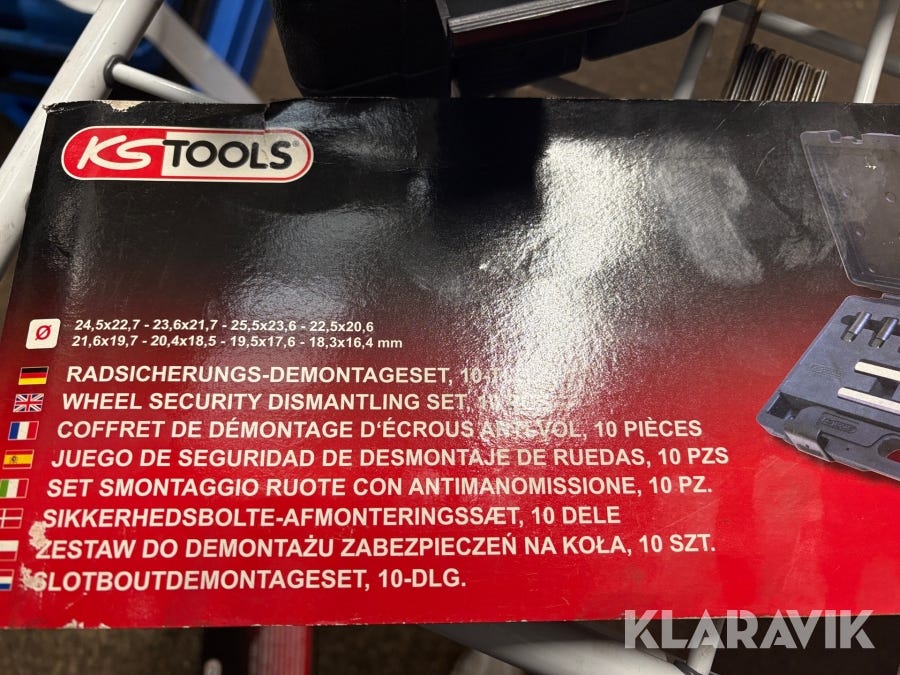 KS TOOLS®
Ø 24,5x22,7 - 23,6x21,7 - 25,5x23,6 - 22,5x20,6
21,6x19,7 - 20,4x18,5 - 19,5x17,6 - 18,3x16,4 mm
RADSICHERUNGS-DEMONTAGESET,
WHEEL SECURITY DISMANTLING SET,
COFFRET DE DÉMONTAGE D'ÉCROUS ANTI-VOL, 10 PIÈCES
JUEGO DE SEGURIDAD DE DESMONTAJE DE RUEDAS, 10 PZS
SET SMONTAGGIO RUOTE CON ANTIMANOMISSIONE, 10 PZ.
SIKKERHEDSBOLTE-AFMONTERINGSSÆT, 10 DELE
ZESTAW DO DEMONTAŻU ZABEZPIECZEŃ NA KOŁA, 10 SZT.
SLOTBOUTDEMONTAGESET, 10-DLG.
KLARAVIK